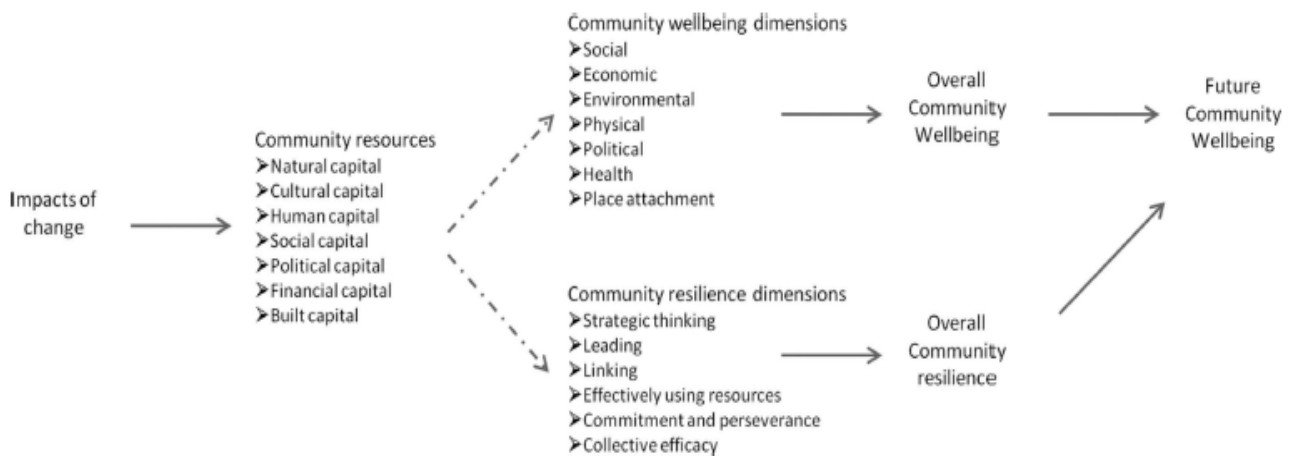 Impacts of
change
Community resources
➢Natural capital
➢Cultural capital
➢Human capital
➢Social capital
➢Political capital
➢Financial capital
➢Built capital
Community wellbeing dimensions
➢Social
➢Economic
➢Environmental
➢Physical
➢Political
➢Health
➢Place attachment
Community resilience dimensions
➢Strategic thinking
➢Leading
➢Linking
➢Effectively using resources
➢Commitment and perseverance
➢Collective efficacy
Overall
Community
Wellbeing
Overall
Community
resilience
Future
Community
Wellbeing